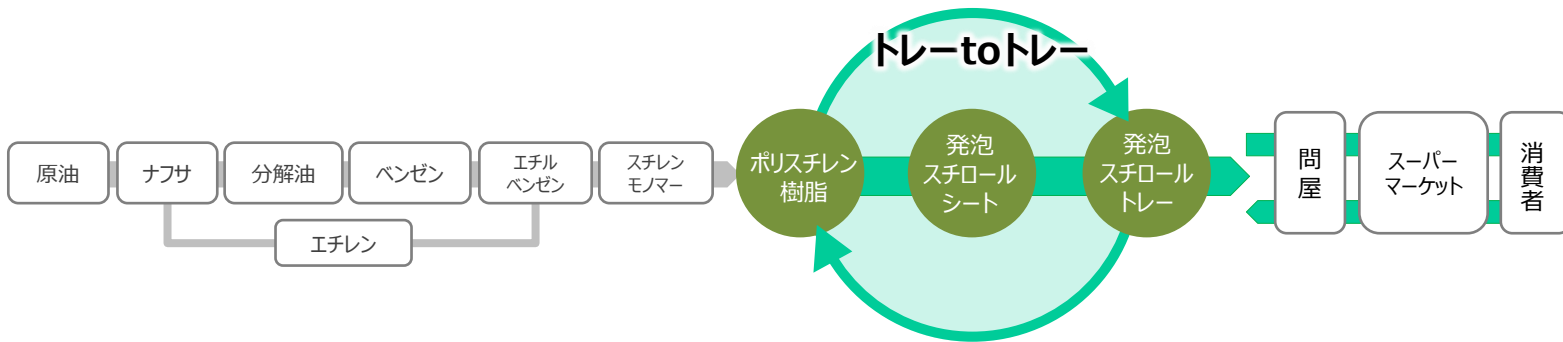 トレーtoトレー
原油
ナフサ
分解油
ベンゼン
エチル
ベンゼン
スチレン
モノマー
エチレン
ポリスチレン
樹脂
発泡
スチロール
シート
発泡
スチロール
トレー
問屋
スーパー
マーケット
消費者